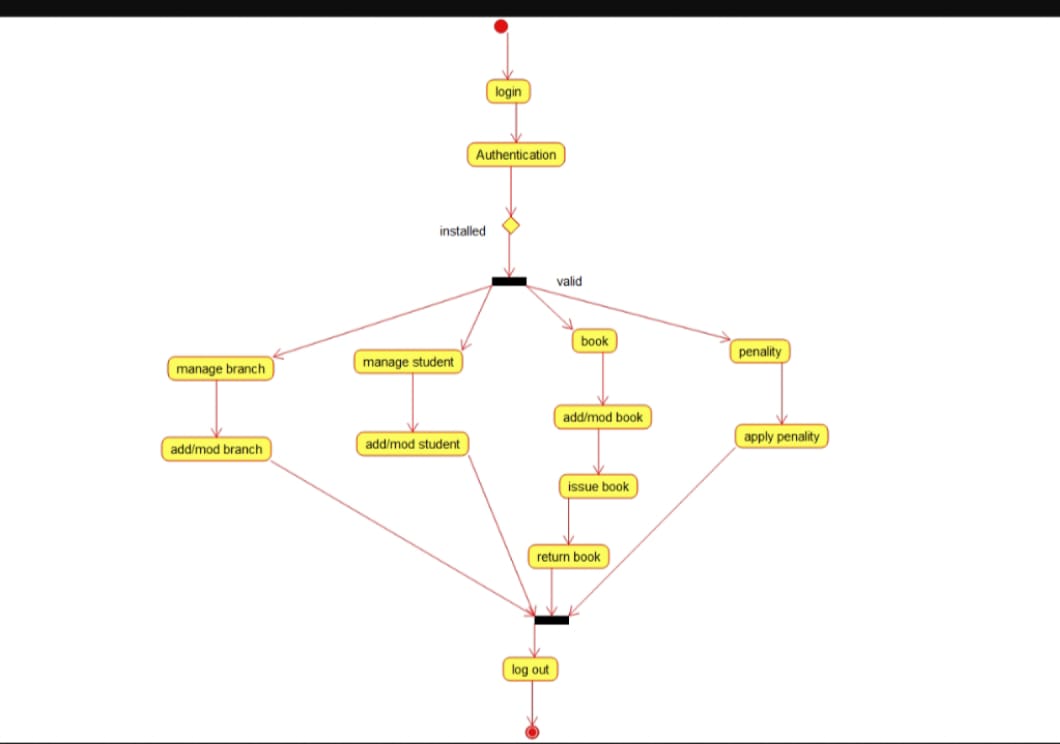 login
Authentication
installed
valid
book
penality
manage branch
manage student
add/mod book
add/mod branch
add/mod student
apply penality
issue book
return book
log out